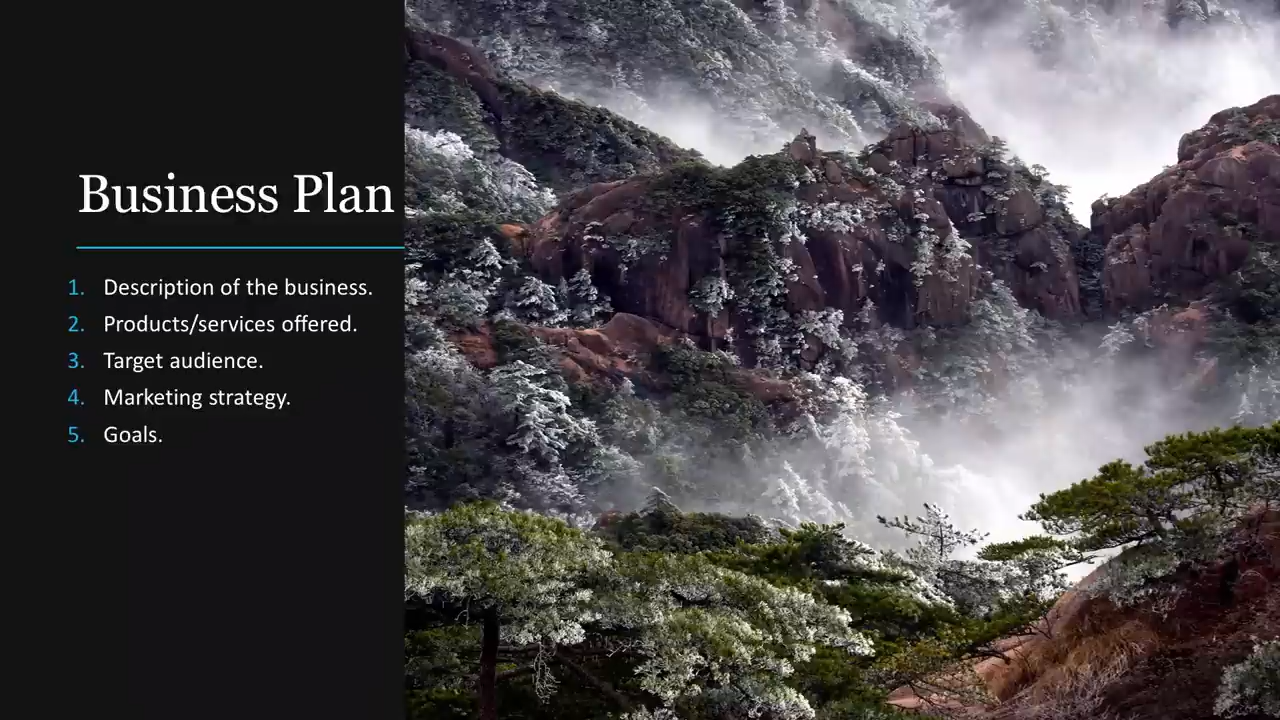 Business Plan
1. Description of the business.
2. Products/services offered.
3. Target audience.
4. Marketing strategy.
5. Goals.